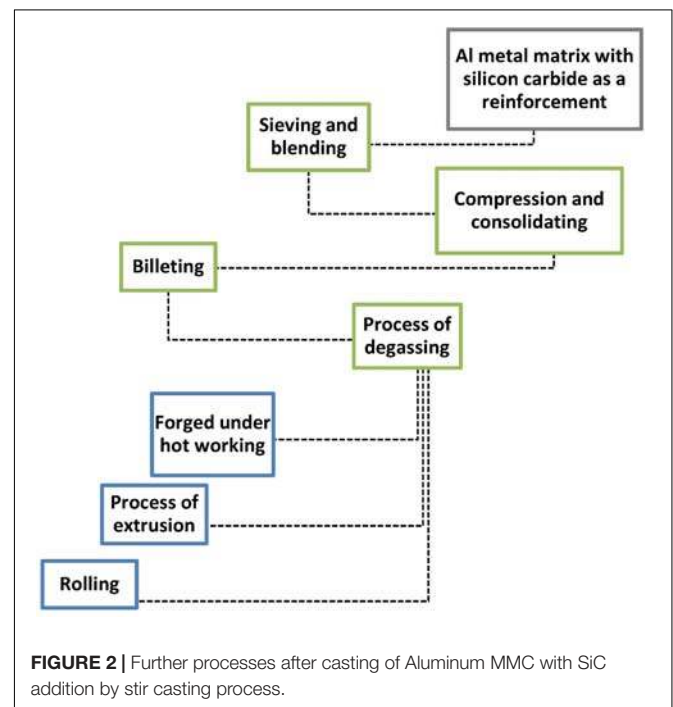 Al metal matrix with
silicon carbide as a
reinforcement
Sieving and
blending
Compression and
consolidating
Billeting
Process of
degassing
Forged under
hot working
Process of
extrusion
Rolling
FIGURE 2 | Further processes after casting of Aluminum MMC with SiC
addition by stir casting process.